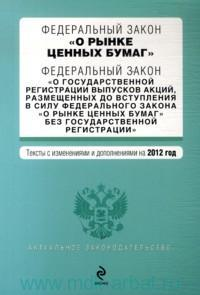 ФЕДЕРАЛЬНЫЙ ЗАКОН
«О РЫНКЕ
ЦЕННЫХ БУМАГ»
ФЕДЕРАЛЬНЫЙ ЗАКОН
«О ГОСУДАРСТВЕННОЙ
РЕГИСТРАЦИИ ВЫПУСКОВ АКЦИЙ,
РАЗМЕЩЕННЫХ ДО ВСТУПЛЕНИЯ
В СИЛУ ФЕДЕРАЛЬНОГО ЗАКОНА
«О РЫНКЕ ЦЕННЫХ БУМАГ»
БЕЗ ГОСУДАРСТВЕННОЙ
РЕГИСТРАЦИИ»
Тексты с изменениями и дополнениями на 2012 год
АКТУАЛЬНОЕ ЗАКОНОДАТЕЛЬСТВО